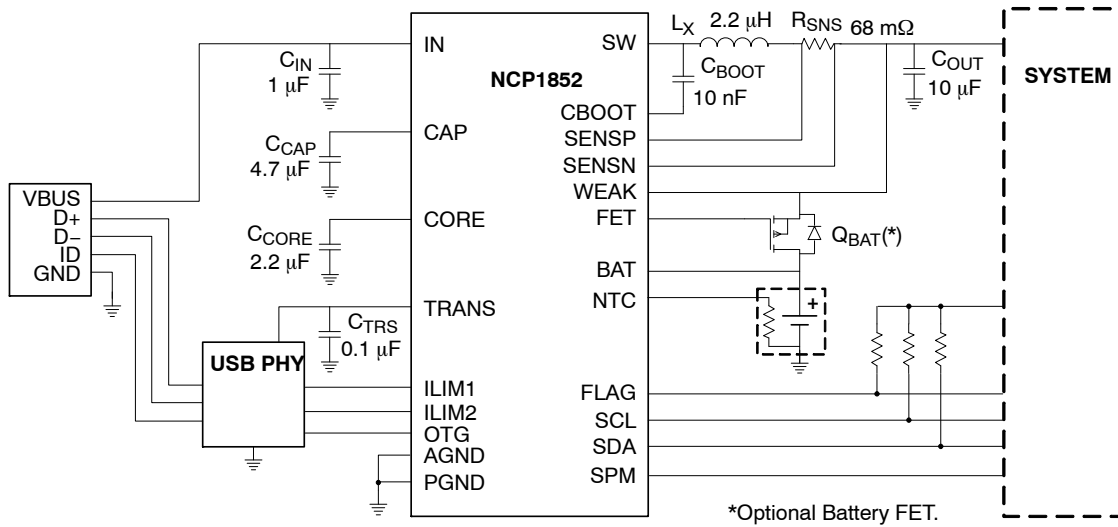 IN
CAP
CORE
TRANS
ILIM1
ILIM2
OTG
AGND
PGND
NCP1852
SW
CBOOT
SENSP
SENSN
WEAK
FET
BAT
NTC
FLAG
SCL
SDA
SPM
C_IN
1 μF
C_CAP
4.7 μF
C_CORE
2.2 μF
C_TRS
0.1 μF
VBUS
D+
D−
ID
GND
USB PHY
L_X 2.2 μH
R_SNS 68 mΩ
C_BOOT
10 nF
C_OUT
10 μF
Q_BAT(*)
+
SYSTEM
*Optional Battery FET.